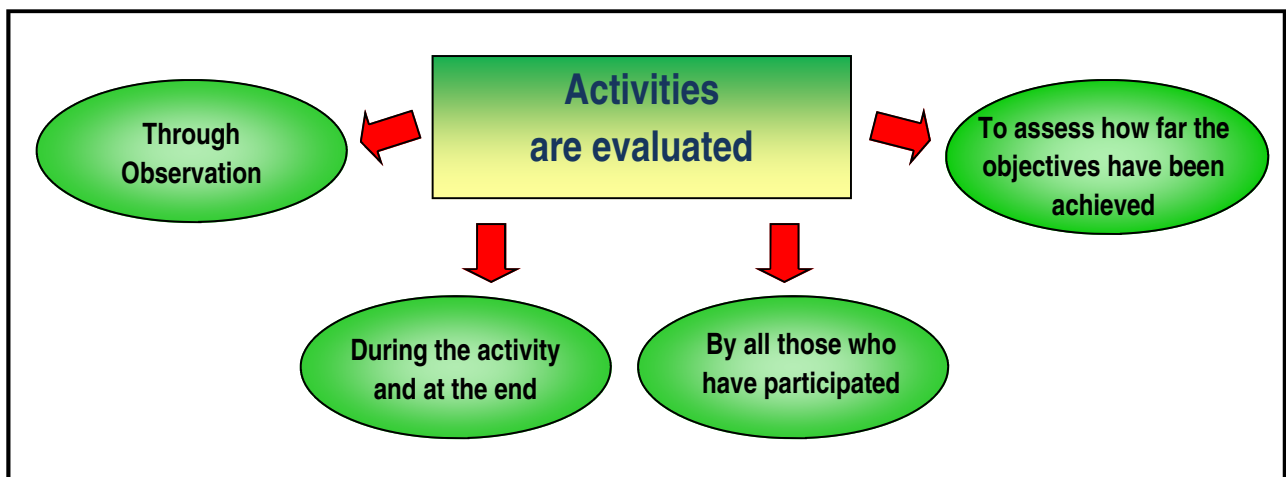 Activities
are evaluated
Through
Observation
To assess how far the
objectives have been
achieved
During the activity
and at the end
By all those who
have participated